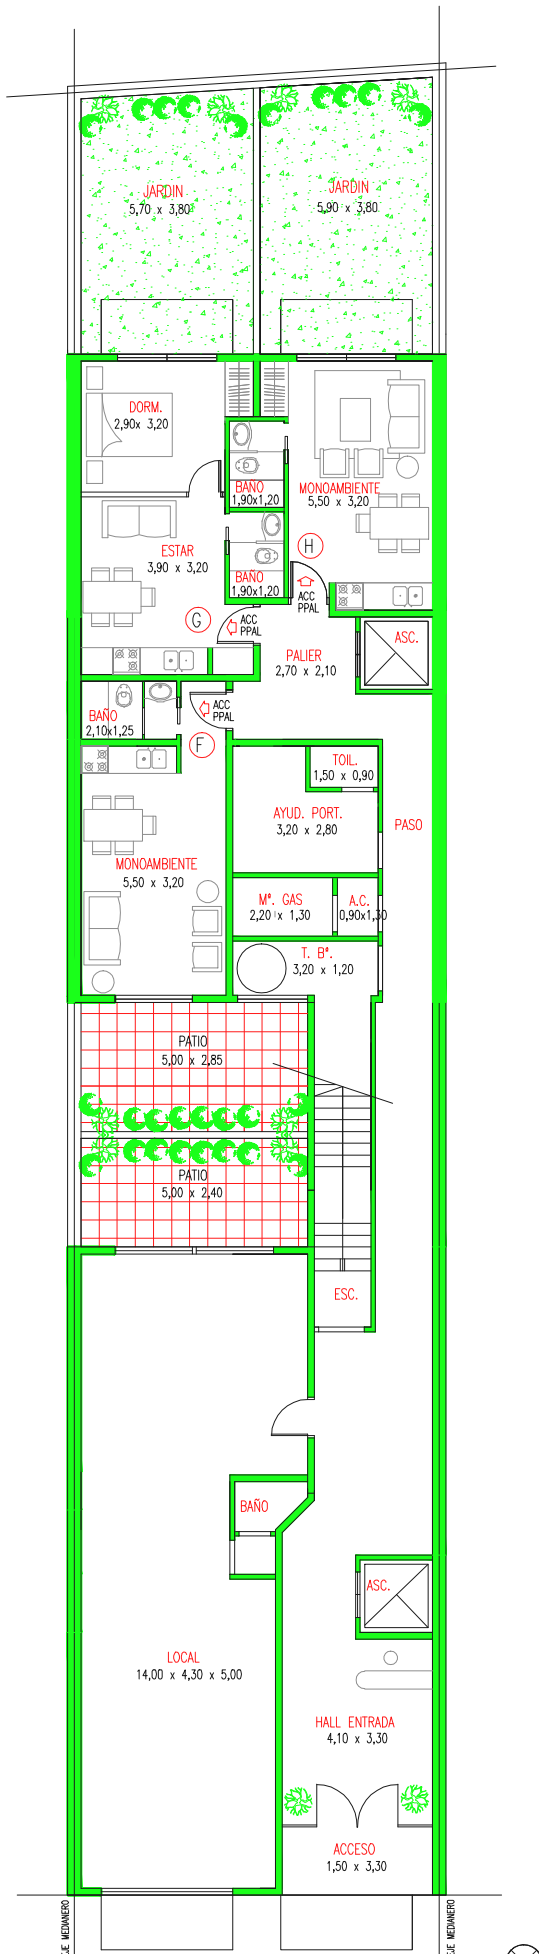 JARDIN
5,70 x 3,80
JARDIN
5,90 x 3,80
DORM.
2,90x 3,20
BAÑO
1,90x1,20
MONOAMBIENTE
5,50 x 3,20
ESTAR
3,90 x 3,20
H
BAÑO
1,90x1,20
ACC
PPAL
G
ACC
PPAL
PALIER
2,70 x 2,10
ASC.
BAÑO
2,10x1,25
ACC
PPAL
F
TOIL.
1,50 x 0,90
AYUD. PORT.
3,20 x 2,80
PASO
MONOAMBIENTE
5,50 x 3,20
Mº. GAS
2,20 x 1,30
A.C.
0,90x1,30
T. Bº.
3,20 x 1,20
PATIO
5,00 x 2,85
PATIO
5,00 x 2,40
ESC.
BAÑO
ASC.
LOCAL
14,00 x 4,30 x 5,00
HALL ENTRADA
4,10 x 3,30
ACCESO
1,50 x 3,30
JE MEDIANERO
JE MEDIANERO